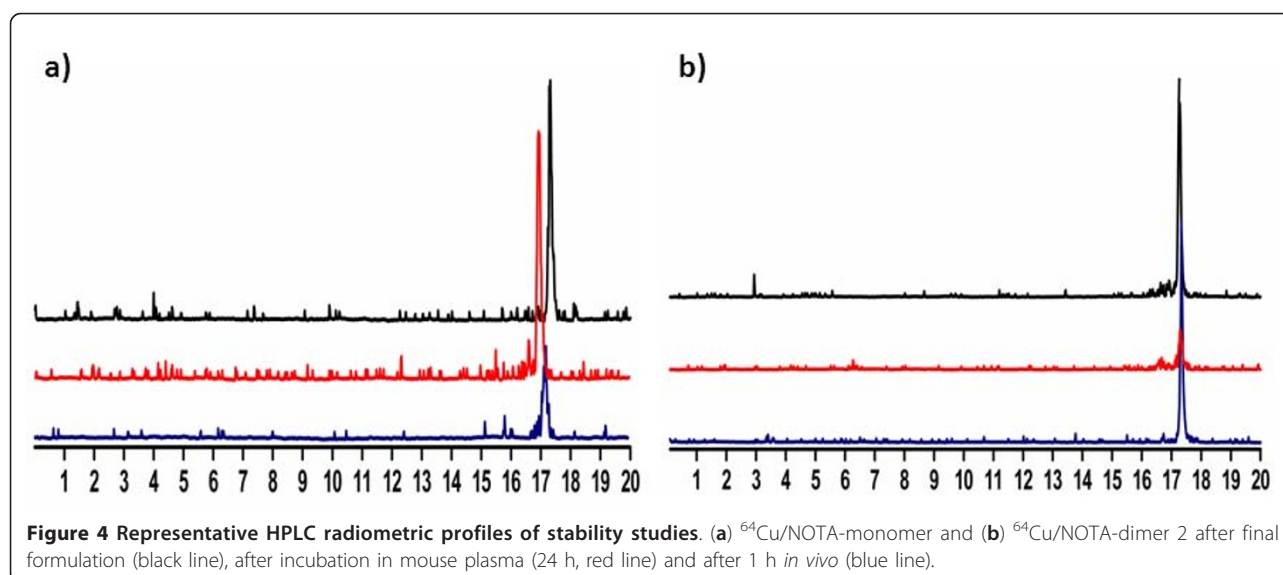 a)
b)
1 2 3 4 5 6 7 8 9 10 11 12 13 14 15 16 17 18 19 20
1 2 3 4 5 6 7 8 9 10 11 12 13 14 15 16 17 18 19 20
Figure 4 Representative HPLC radiometric profiles of stability studies. (a) ⁶⁴Cu/NOTA-monomer and (b) ⁶⁴Cu/NOTA-dimer 2 after final
formulation (black line), after incubation in mouse plasma (24 h, red line) and after 1 h in vivo (blue line).